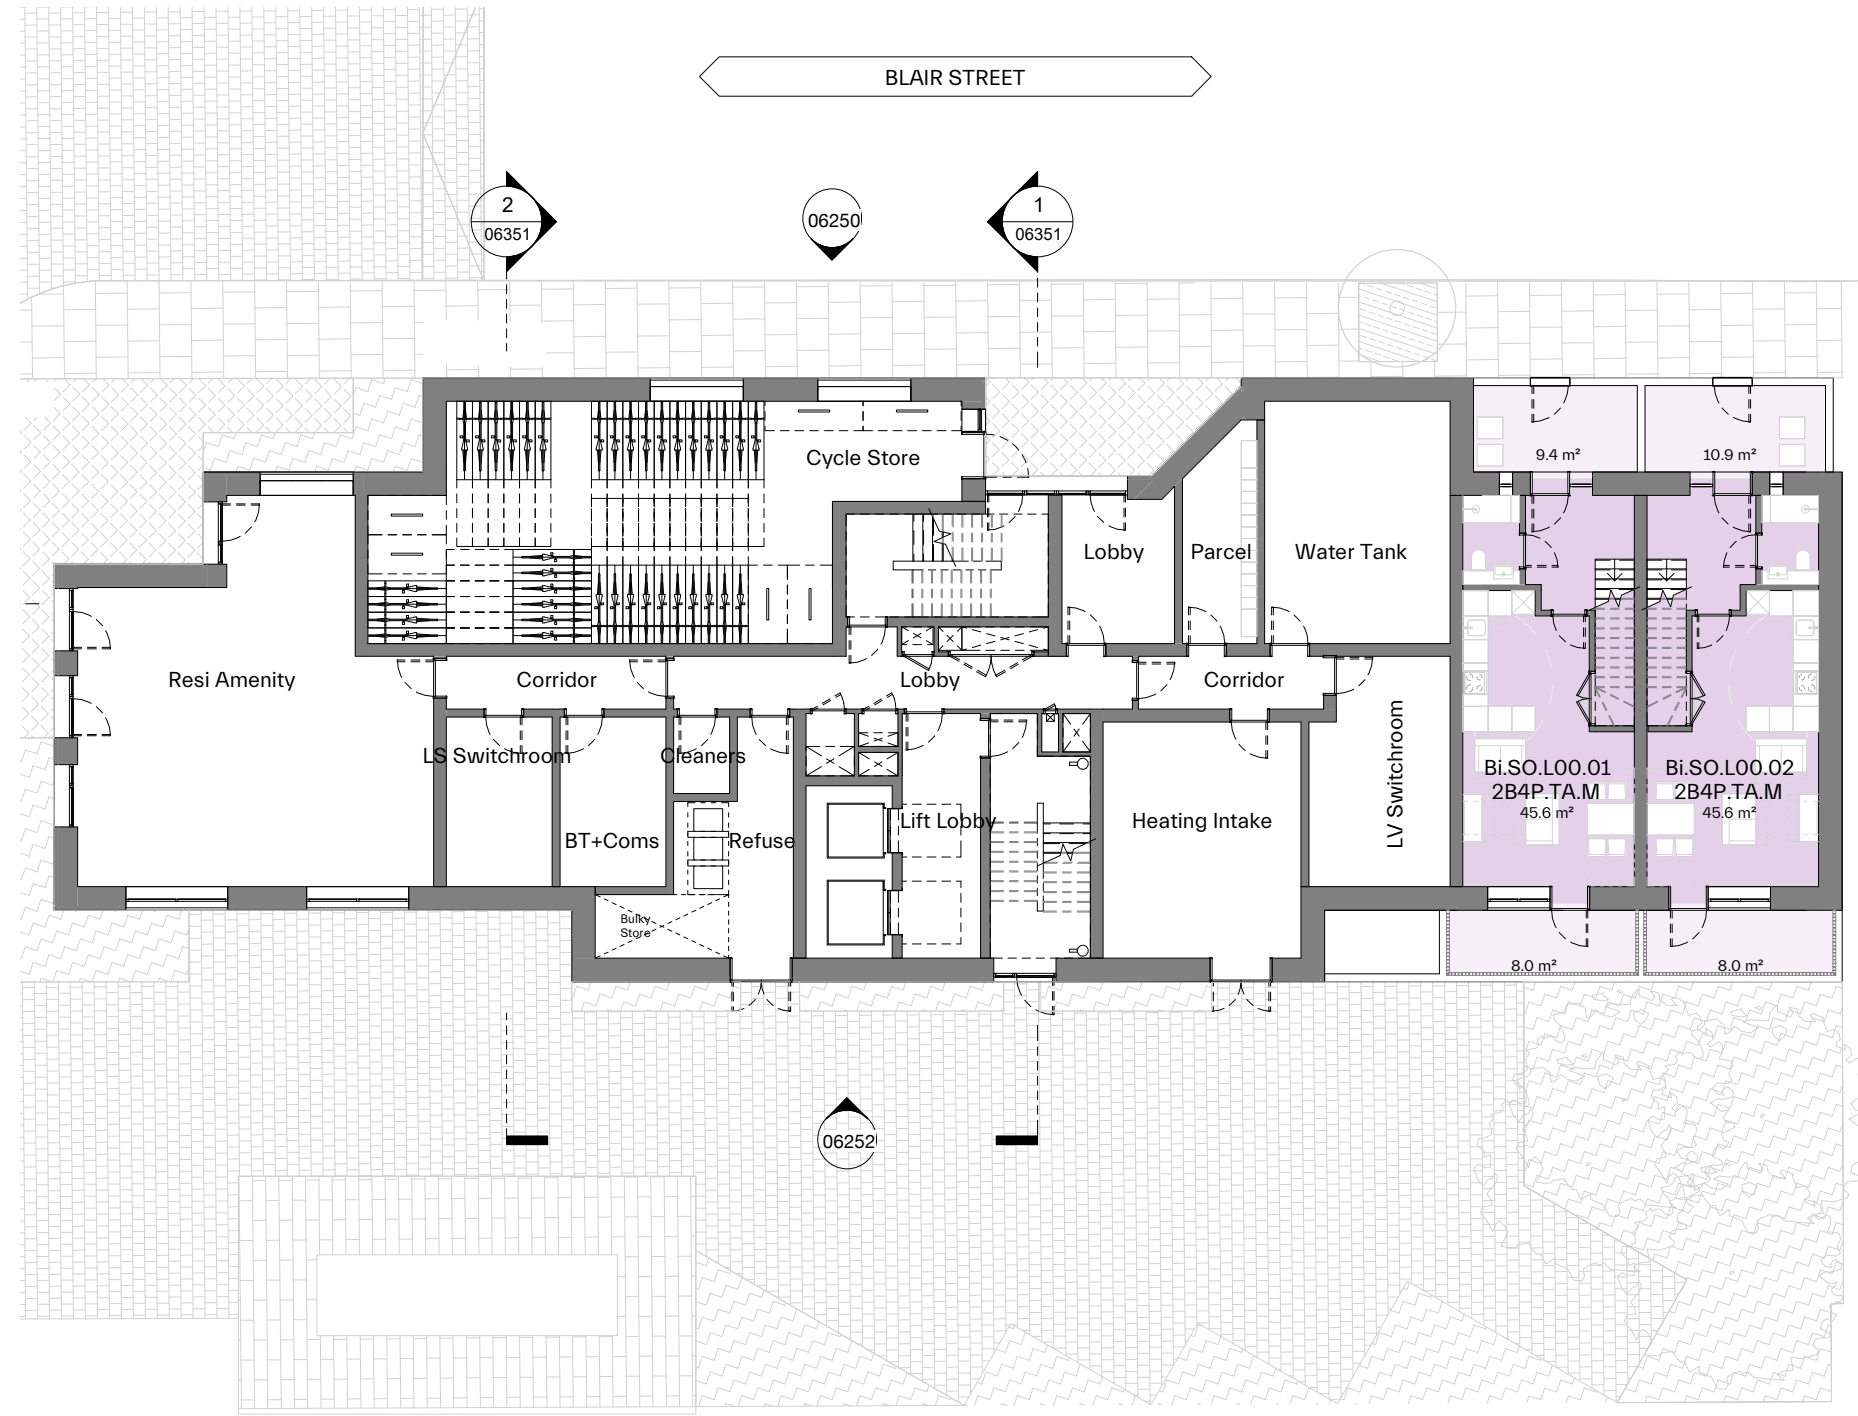 BLAIR STREET
2
06351
06250
1
06351
Cycle Store
9.4 m²
10.9 m²
Lobby
Parcel
Water Tank
Resi Amenity
Corridor
Lobby
Corridor
LS Switchroom
Cleaners
LV Switchroom
Bi.SO.L00.01
2B4P.TA.M
45.6 m²
Bi.SO.L00.02
2B4P.TA.M
45.6 m²
BT+Coms
Refuse
Lift Lobby
Heating Intake
Bulky
Store
8.0 m²
8.0 m²
06252